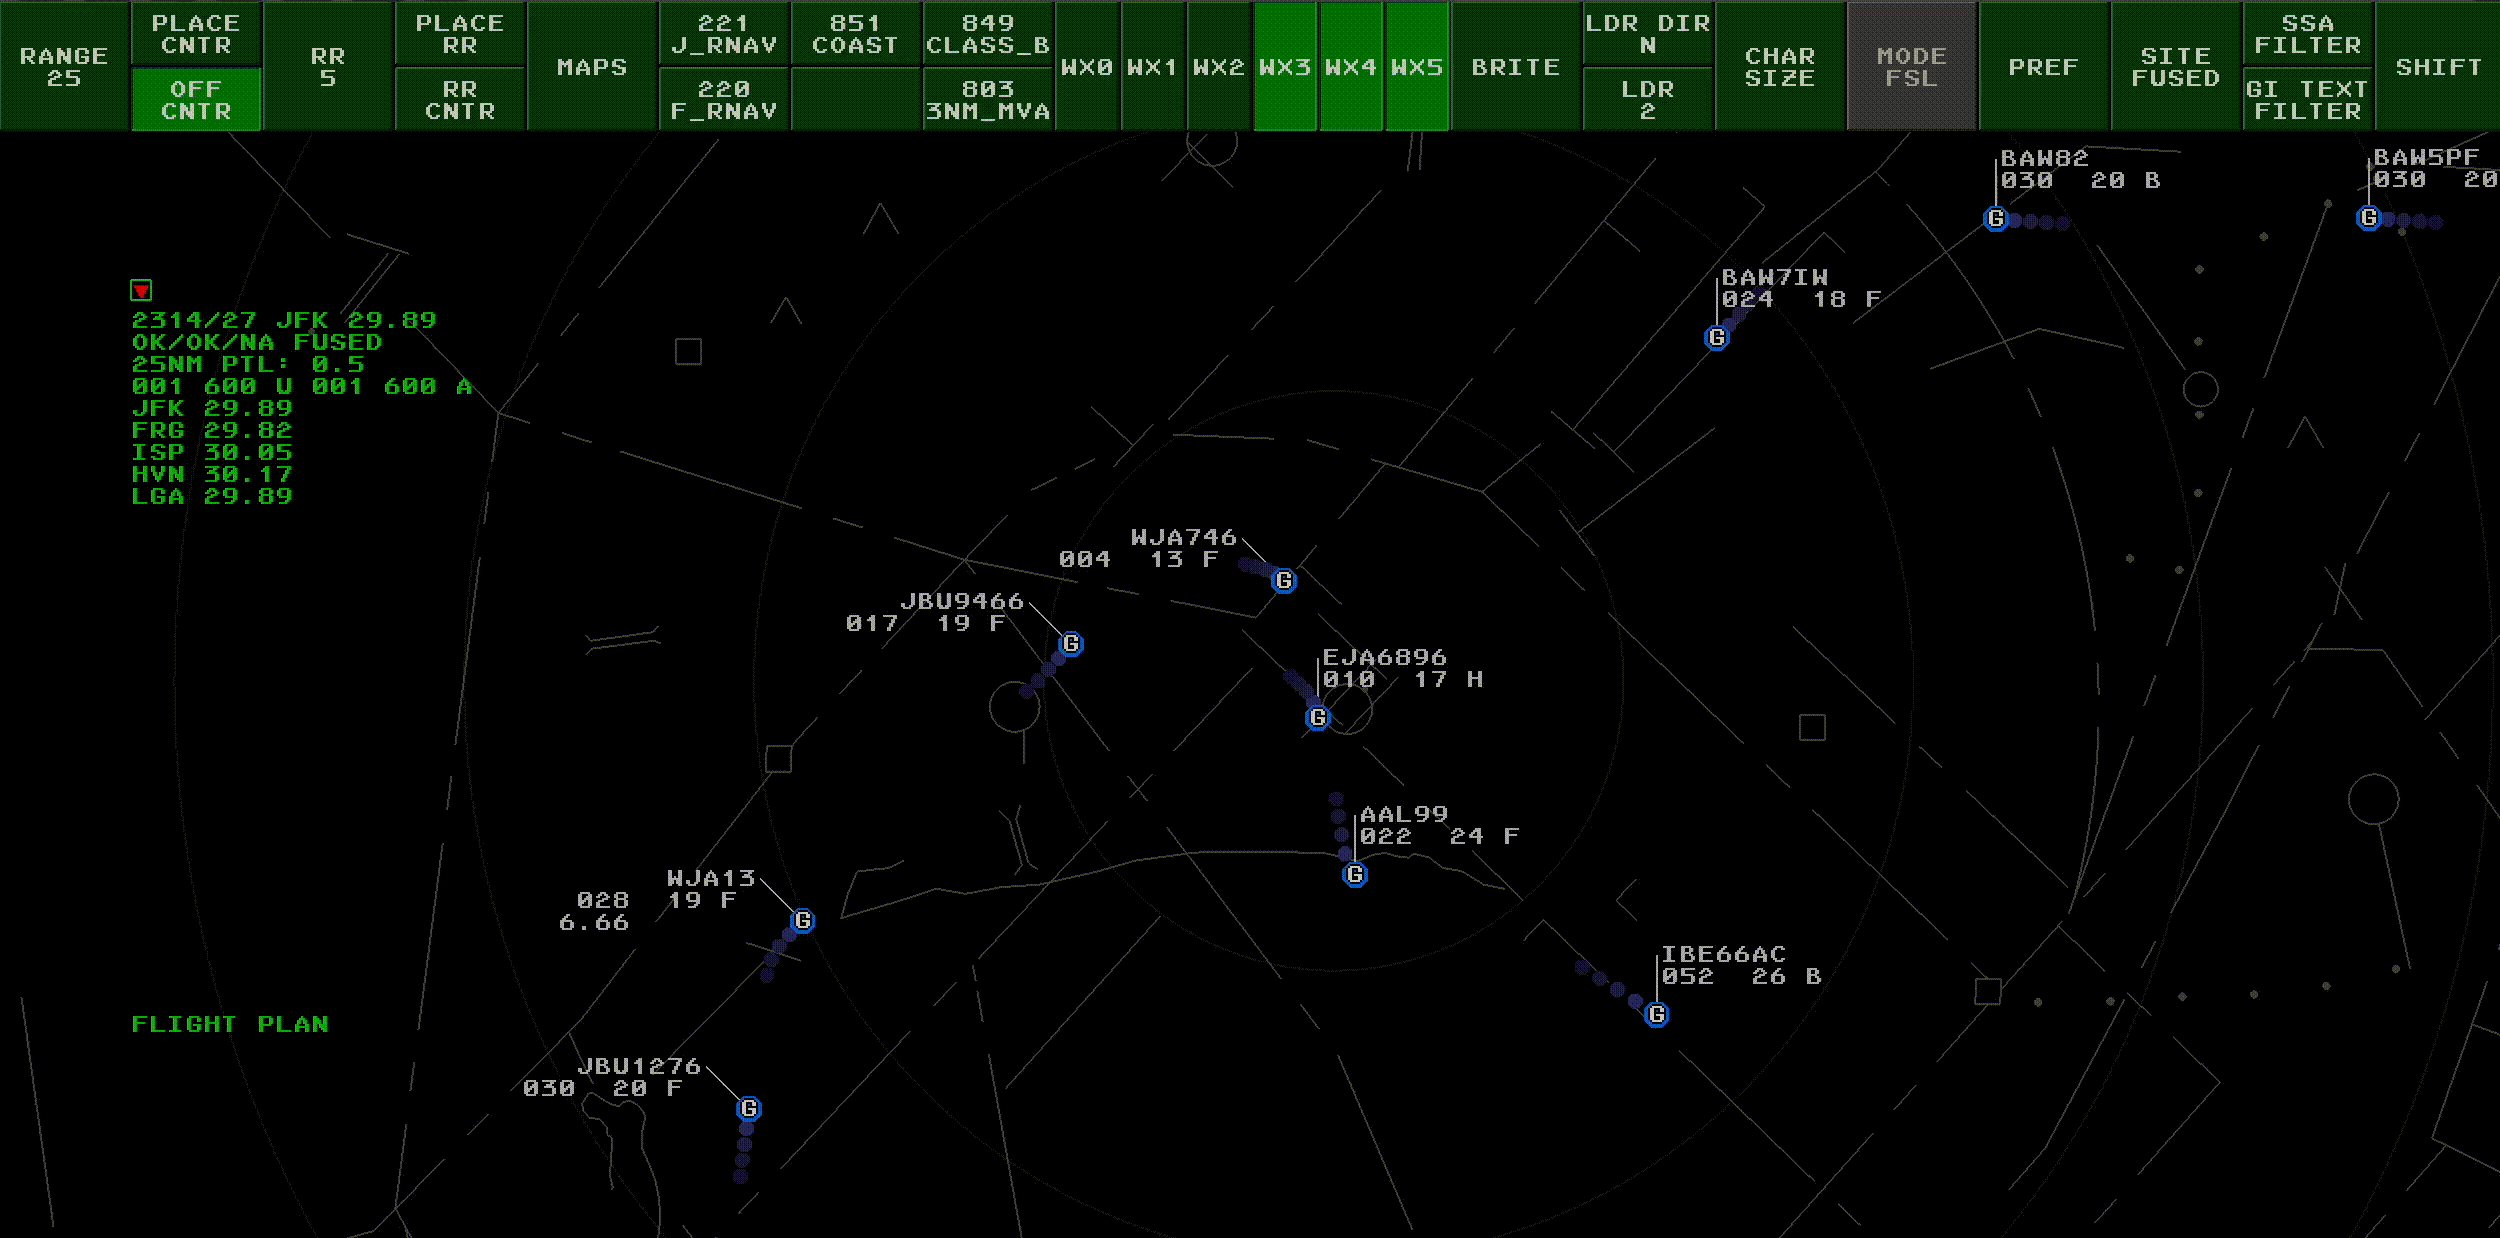 RANGE
25
PLACE
CNTR
OFF
CNTR
RR
5
PLACE
RR
RR
CNTR
MAPS
221
J_RNAV
220
F_RNAV
851
COAST
849
CLASS_B
803
3NM_MVA
WX0
WX1
WX2
WX3
WX4
WX5
BRITE
LDR DIR
N
LDR
2
CHAR
SIZE
MODE
FSL
PREF
SITE
FUSED
SSA
FILTER
GI TEXT
FILTER
SHIFT
BAW82
030 20 B
G
BAW5PF
030 20
G
BAW7IW
024 18 F
G
2314/27 JFK 29.89
OK/OK/NA FUSED
25NM PTL: 0.5
001 600 U 001 600 A
JFK 29.89
FRG 29.82
ISP 30.05
HVN 30.17
LGA 29.89
WJA746
004 13 F
G
JBU9466
017 19 F
G
EJA6896
010 17 H
G
AAL99
022 24 F
G
WJA13
028 19 F
6.66
G
IBE66AC
052 26 B
G
FLIGHT PLAN
JBU1276
030 20 F
G